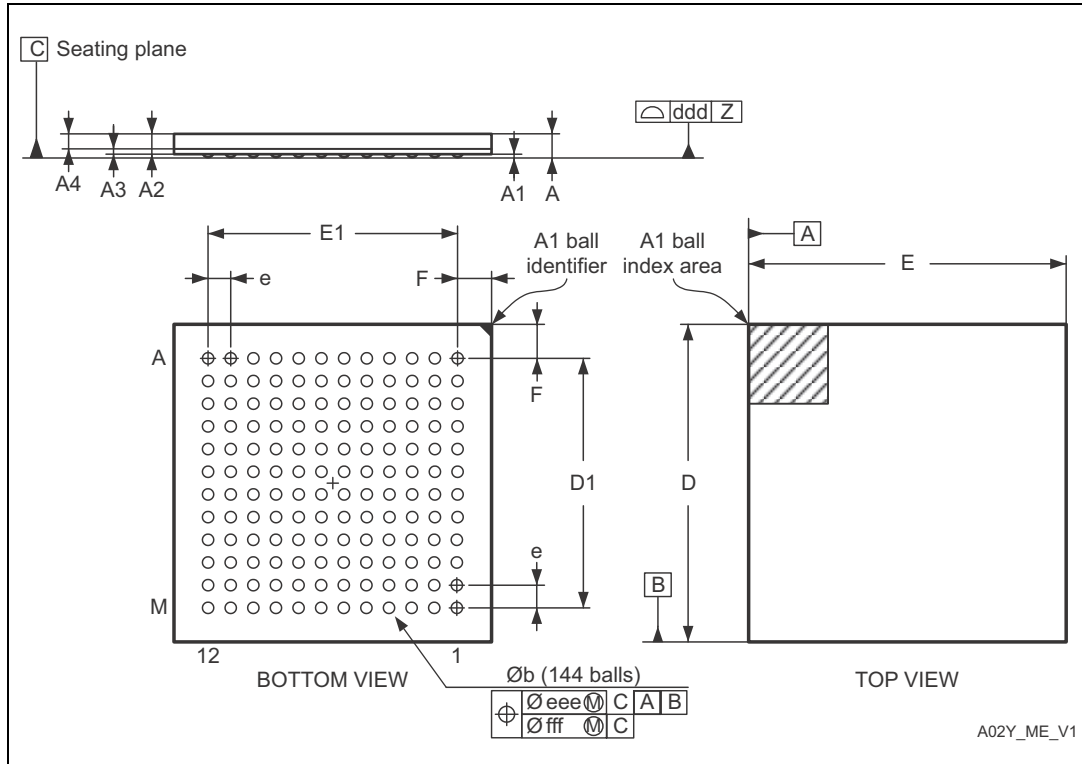 C Seating plane
ddd Z
A4 A3 A2 A1 A
E1
A1 ball
identifier
A1 ball
index area
A
E
e
F
A
F
D1
D
e
B
M
12
1
BOTTOM VIEW
Øb (144 balls)
TOP VIEW
Ø eee M C A B
Ø fff M C
A02Y_ME_V1